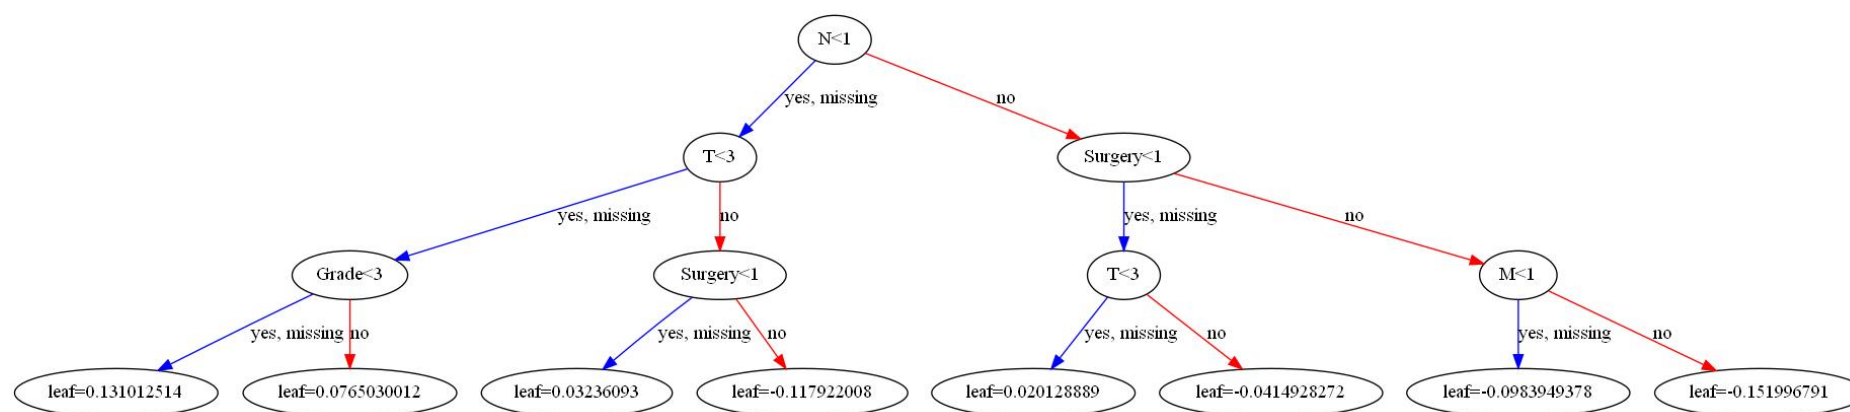 N<1
yes, missing
no
T<3
Surgery<1
yes, missing
no
yes, missing
no
Grade<3
Surgery<1
T<3
M<1
yes, missing
no
yes, missing
no
yes, missing
no
yes, missing
no
leaf=0.131012514
leaf=0.0765030012
leaf=0.03236093
leaf=-0.117922008
leaf=0.020128889
leaf=-0.0414928272
leaf=-0.0983949378
leaf=-0.151996791